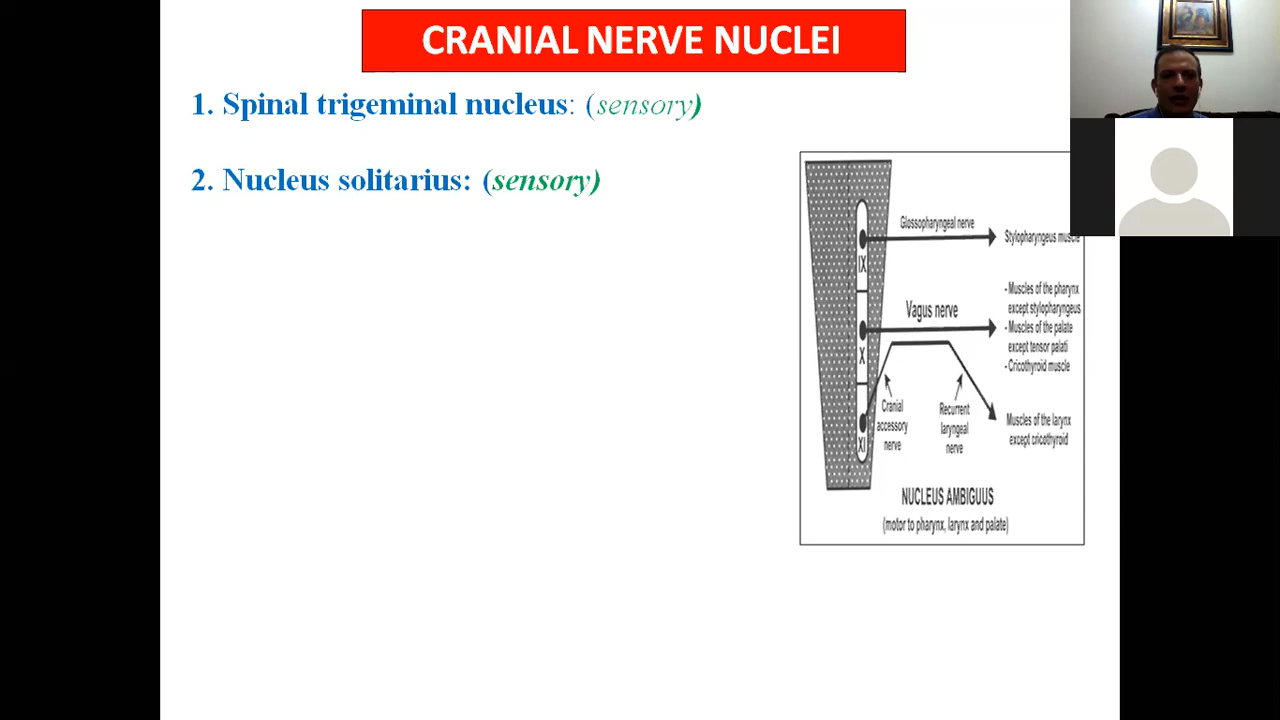 CRANIAL NERVE NUCLEI
1. Spinal trigeminal nucleus: (sensory)
2. Nucleus solitarius: (sensory)
Glossopharyngeal nerve
Stylopharyngeus muscle
IX
- Muscles of the pharynx
except stylopharyngeus
- Muscles of the palate
except tensor palati
- Cricothyroid muscle
Vagus nerve
X
Cranial
accessory
nerve
Recurrent
laryngeal
nerve
Muscles of the larynx
except cricothyroid
XI
NUCLEUS AMBIGUUS
(motor to pharynx, larynx and palate)